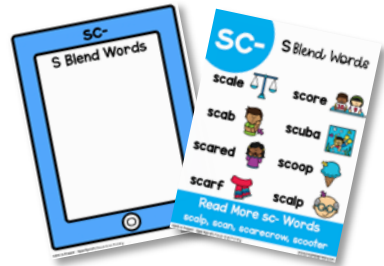 sc-
S Blend Words
sc-
S Blend Words
scale
score
scab
scuba
scared
scoop
scarf
scalp
Read More sc- Words
scalp, scan, scarecrow, scooter